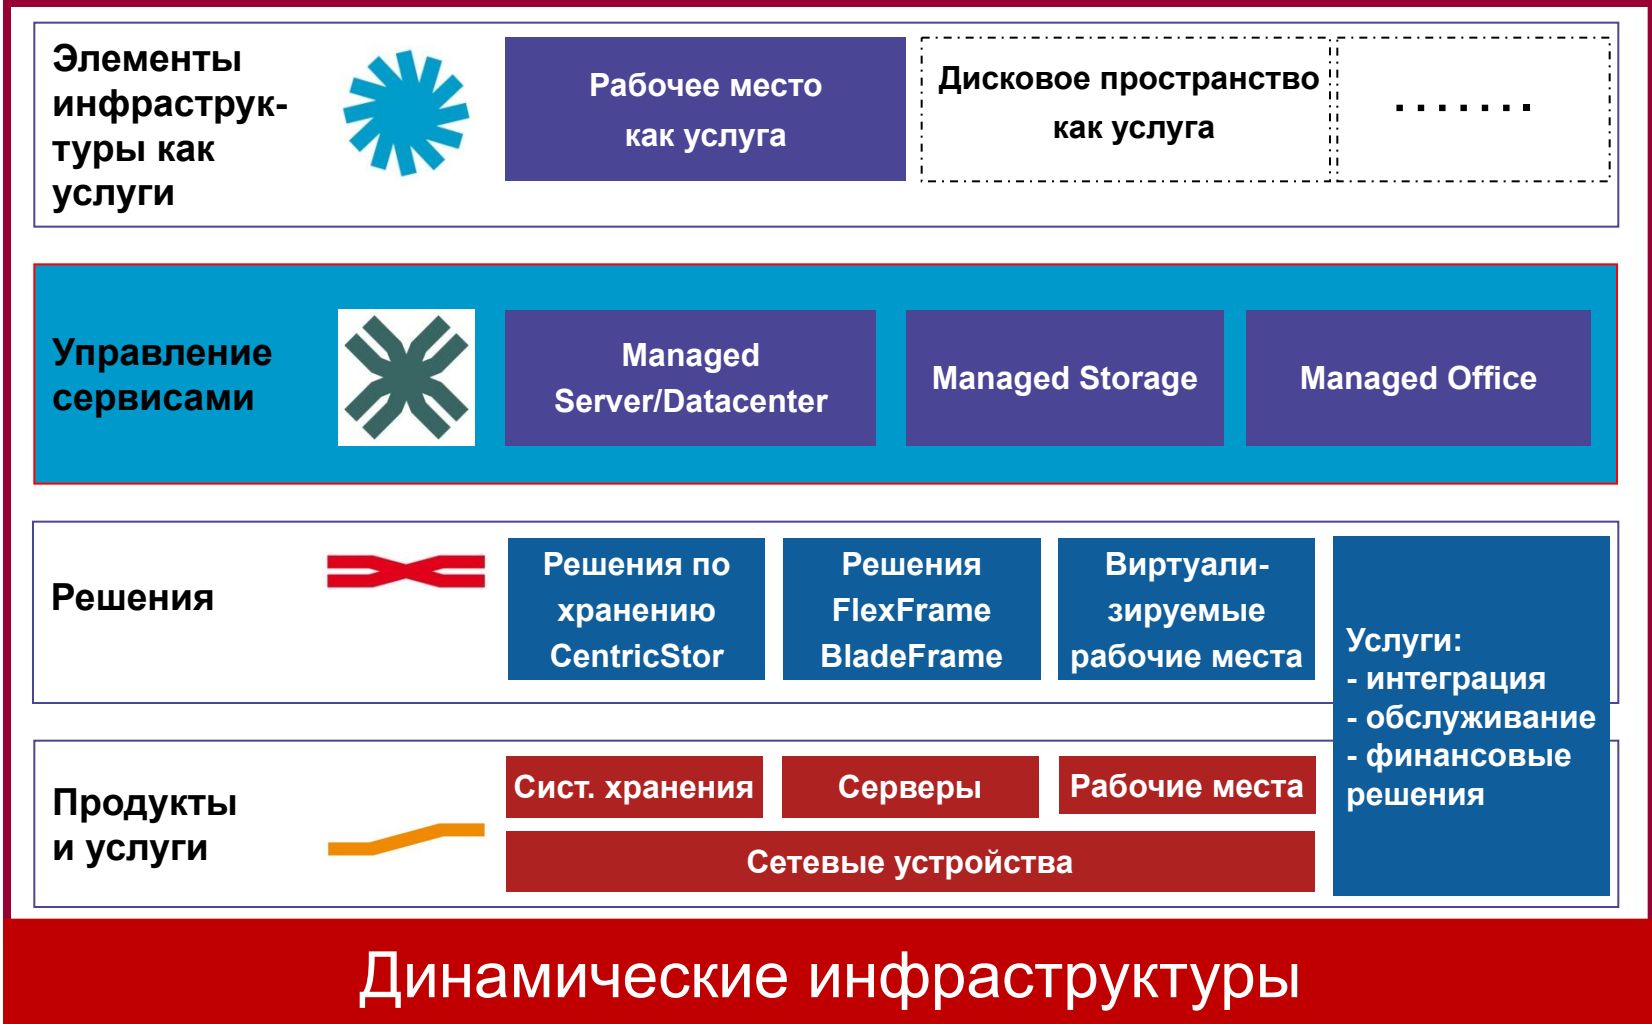 Элементы
инфраструк-
туры как
услуги
Рабочее место
как услуга
Дисковое пространство
как услуга
.......
Управление
сервисами
Managed
Server/Datacenter
Managed Storage
Managed Office
Решения
Решения по
хранению
CentricStor
Решения
FlexFrame
BladeFrame
Виртуали-
зируемые
рабочие места
Услуги:
- интеграция
- обслуживание
- финансовые
решения
Продукты
и услуги
Сист. хранения
Серверы
Рабочие места
Сетевые устройства
Динамические инфраструктуры